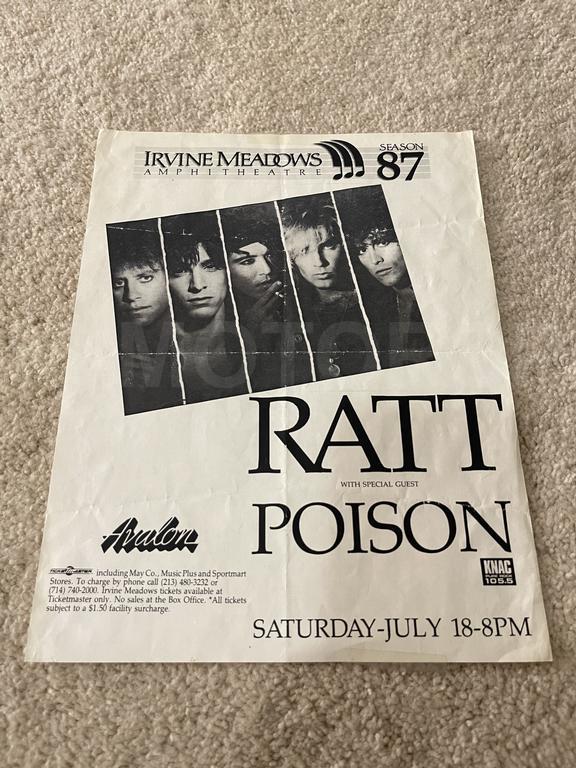 IRVINE MEADOWS
AMPHITHEATRE
SEASON
87
RATT
WITH SPECIAL GUEST
POISON
Avalon
KNAC
PURE ROCK
105.5
TICKETMASTER including May Co., Music Plus and Sportmart
Stores. To charge by phone call (213) 480-3232 or
(714) 740-2000. Irvine Meadows tickets available at
Ticketmaster only. No sales at the Box Office. *All tickets
subject to a $1.50 facility surcharge.
SATURDAY-JULY 18-8PM